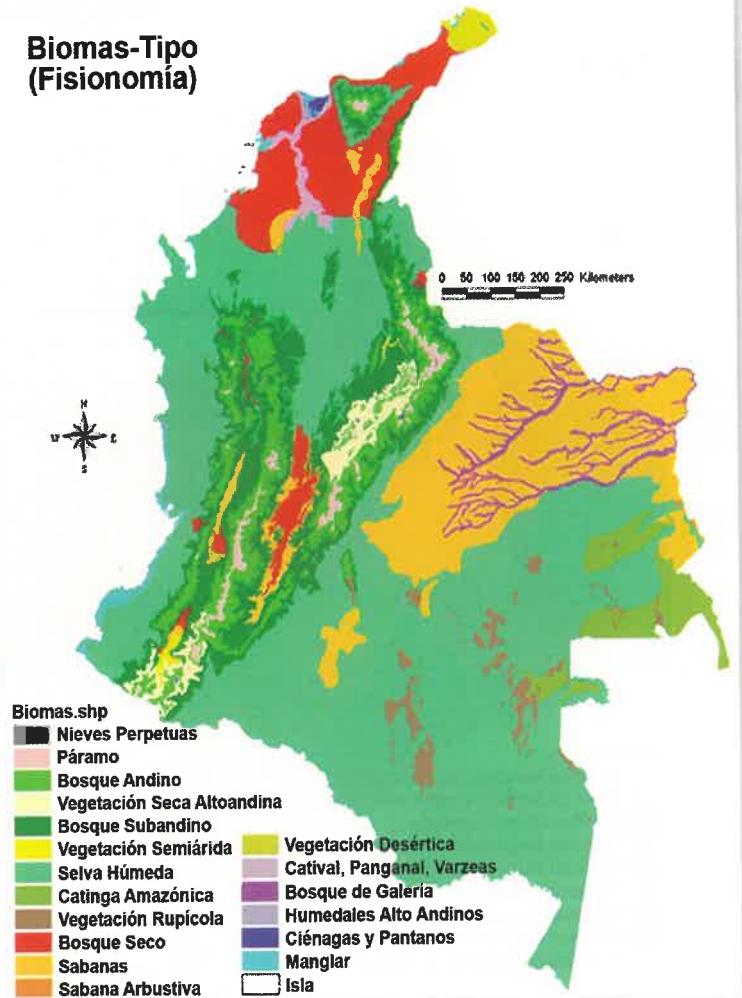 Biomas-Tipo
(Fisionomía)
0 50 100 150 200 250 Kilometers
N
W E
S
Biomas.shp
Nieves Perpetuas
Páramo
Bosque Andino
Vegetación Seca Altoandina
Bosque Subandino
Vegetación Semiárida
Selva Húmeda
Catinga Amazónica
Vegetación Rupícola
Bosque Seco
Sabanas
Sabana Arbustiva
Vegetación Desértica
Catival, Panganal, Varzeas
Bosque de Galería
Humedales Alto Andinos
Ciénagas y Pantanos
Manglar
Isla